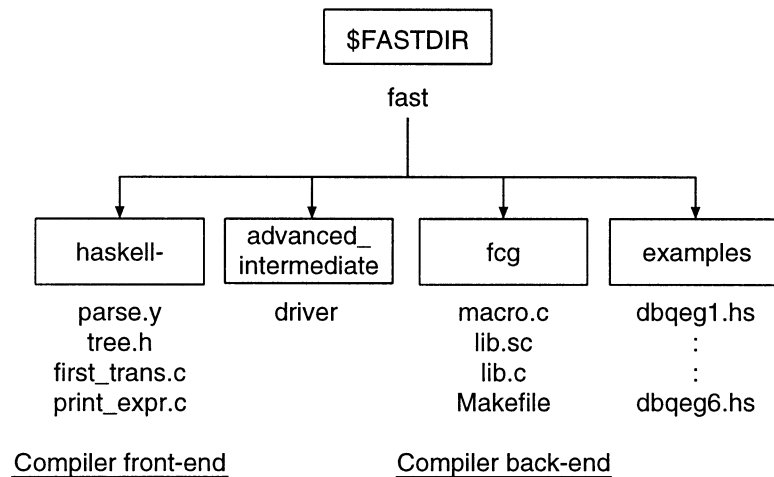 $FASTDIR
fast
haskell-
parse.y
tree.h
first_trans.c
print_expr.c
advanced_
intermediate
driver
fcg
macro.c
lib.sc
lib.c
Makefile
examples
dbqeg1.hs
:
:
dbqeg6.hs
Compiler front-end
Compiler back-end